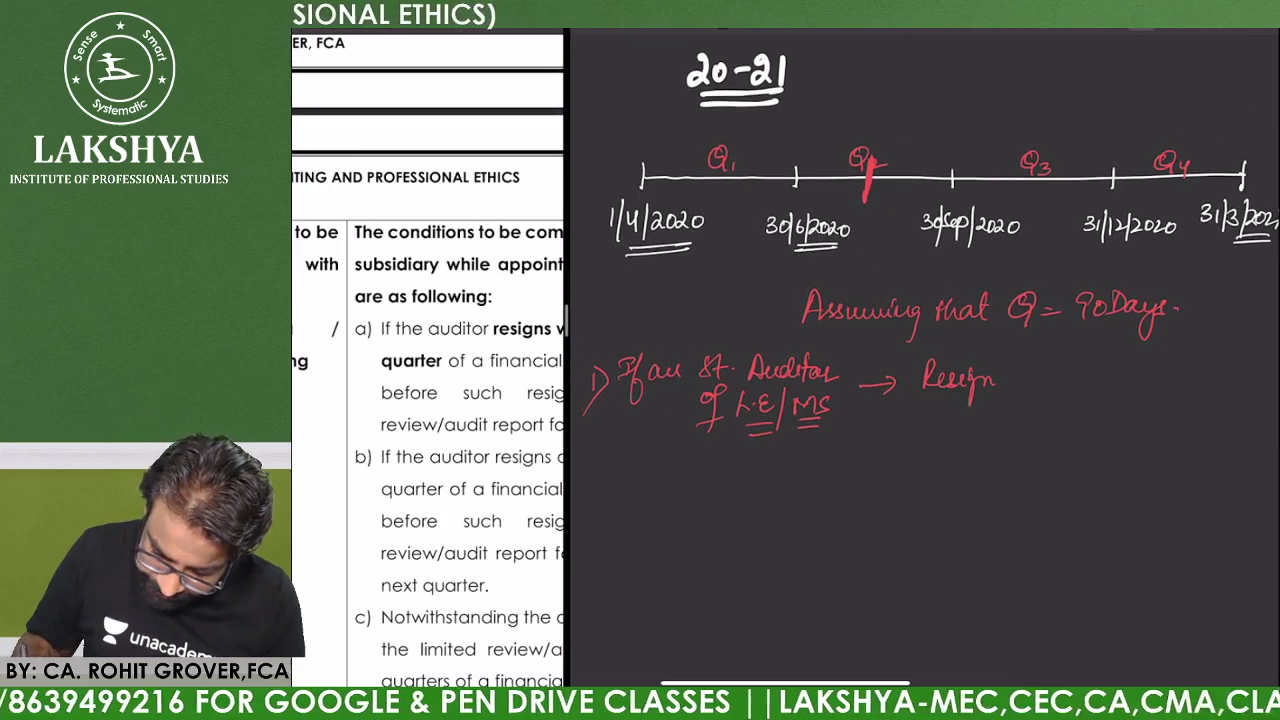 SIONAL ETHICS)
Sense
Smart
Systematic
LAKSHYA
INSTITUTE OF PROFESSIONAL STUDIES
ER, FCA
TING AND PROFESSIONAL ETHICS
to be
with
/
ng
The conditions to be com
subsidiary while appoint
are as following:
a) If the auditor resigns w
quarter of a financial
before such resig
review/audit report fo
b) If the auditor resigns a
quarter of a financial
before such resig
review/audit report fo
next quarter.
c) Notwithstanding the a
the limited review/a
quarters of a financia
20-21
Q1 Q2 Q3 Q4
1/4/2020 30/6/2020 30/Sep/2020 31/12/2020 31/3/2021
Assuming that Q = 90 Days.
1) If an St. Auditor → Resign
of L.E/MS
unacadem
BY: CA. ROHIT GROVER,FCA
/8639499216 FOR GOOGLE & PEN DRIVE CLASSES ||LAKSHYA-MEC,CEC,CA,CMA,CLA